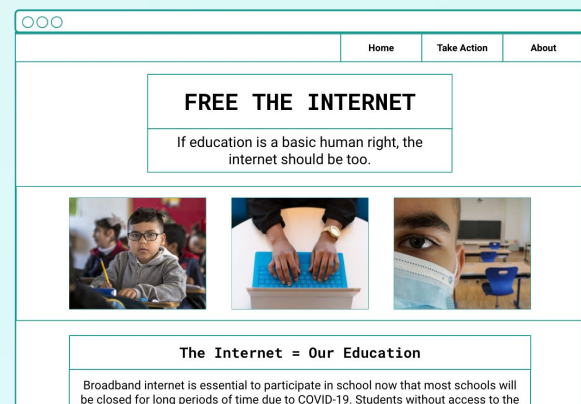 Home Take Action About
FREE THE INTERNET
If education is a basic human right, the
internet should be too.
The Internet = Our Education
Broadband internet is essential to participate in school now that most schools will
be closed for long periods of time due to COVID-19. Students without access to the